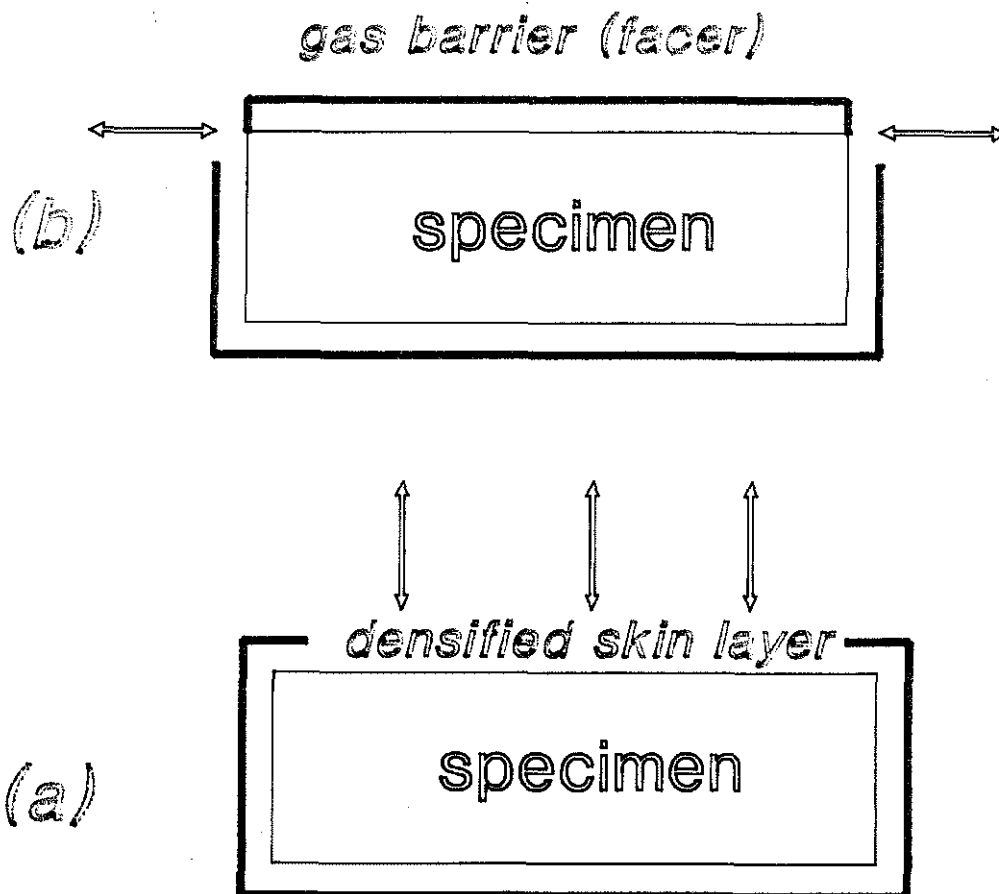 gas barrier (facer)
(b)
specimen
densified skin layer
specimen
(a)